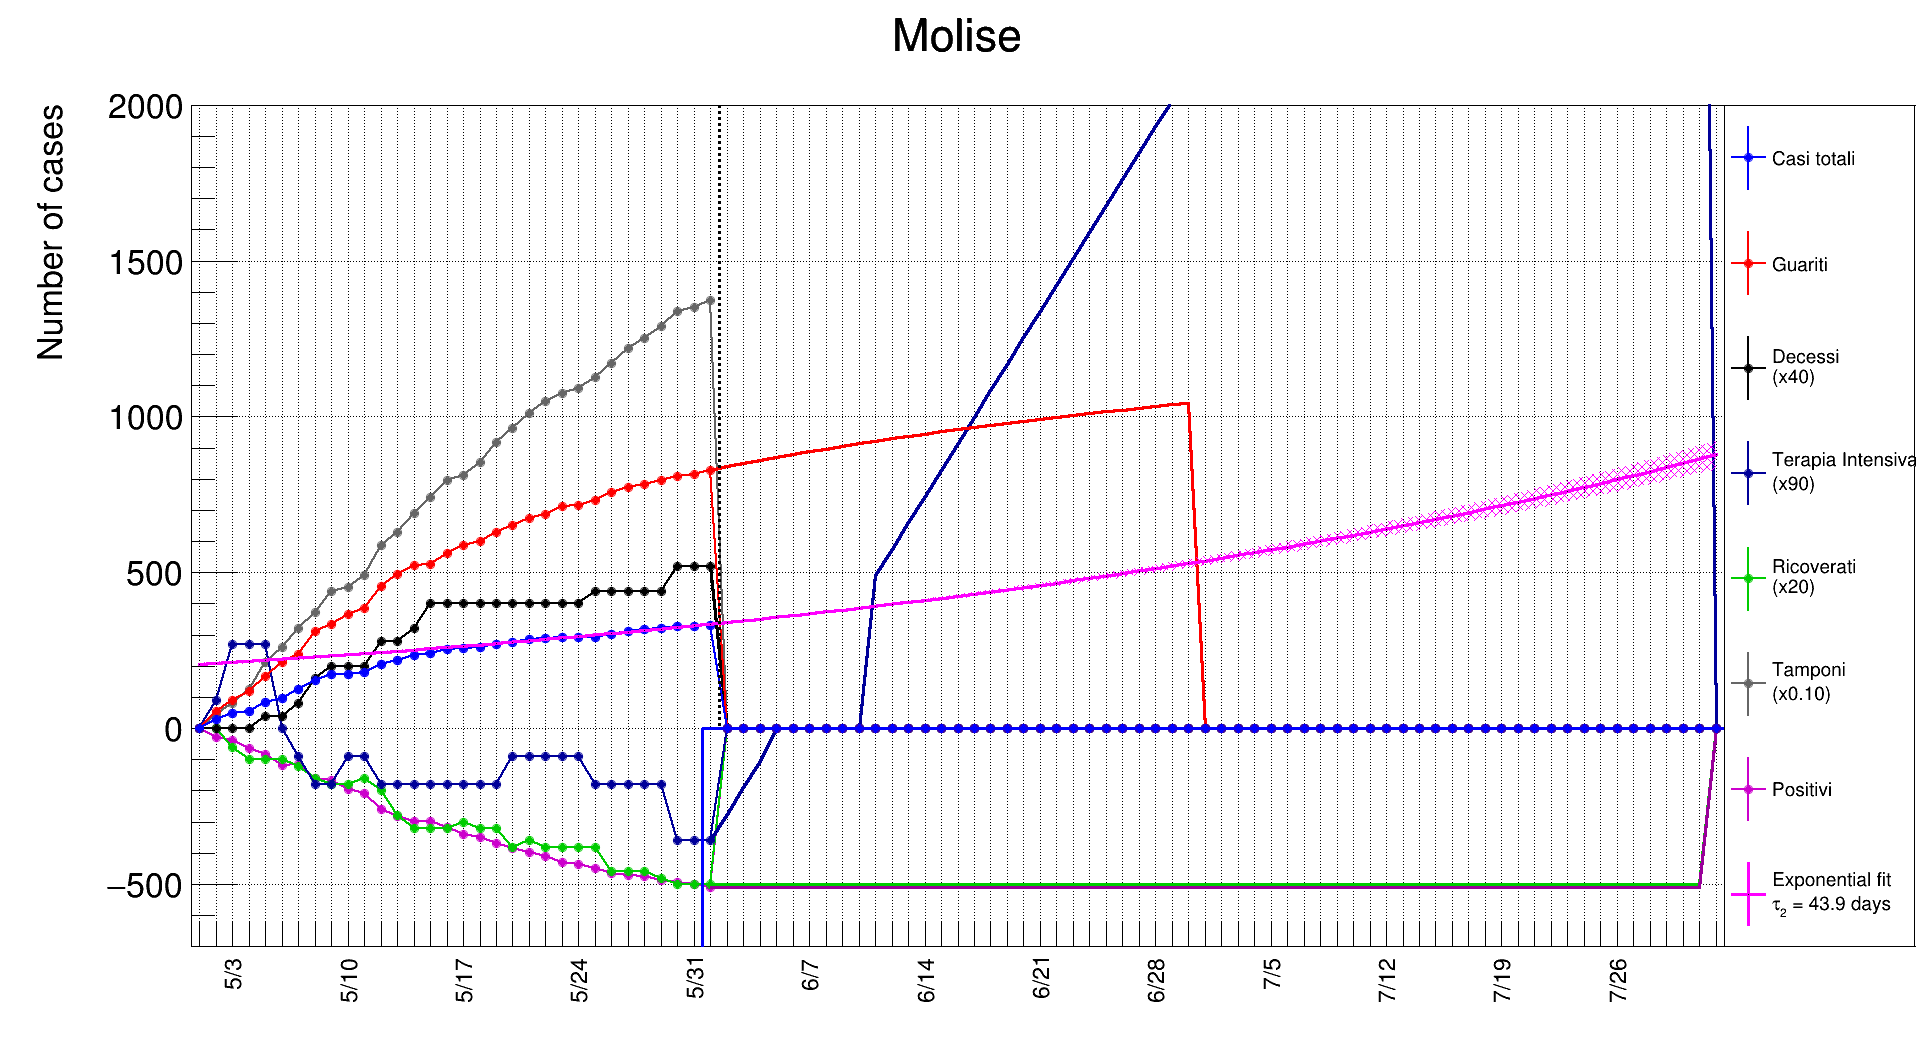 Molise
Number of cases
2000
1500
1000
500
0
−500
5/3
5/10
5/17
5/24
5/31
6/7
6/14
6/21
6/28
7/5
7/12
7/19
7/26
Casi totali
Guariti
Decessi
(x40)
Terapia Intensiva
(x90)
Ricoverati
(x20)
Tamponi
(x0.10)
Positivi
Exponential fit
τ2 = 43.9 days